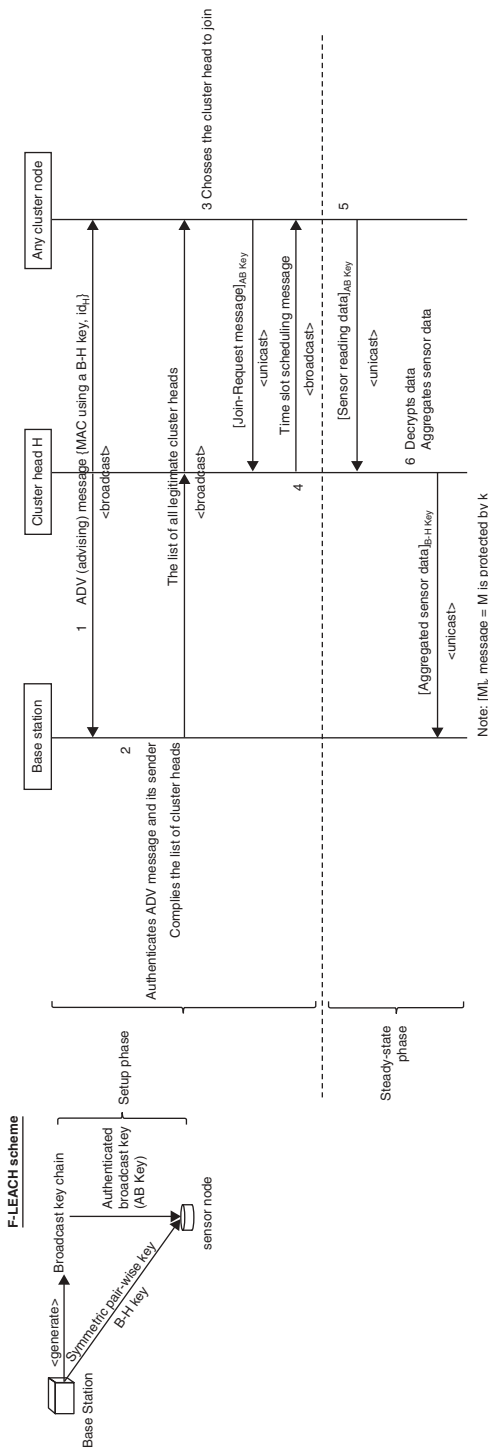 F-LEACH scheme
<generate>
Broadcast key chain
Base Station
Symmetric pair-wise key
B-H key
Authenticated
broadcast key
(AB Key)
sensor node
Setup phase
Steady-state
phase
Base station
Cluster head H
Any cluster node
1 ADV (advising) message {MAC using a B-H key, idH}
<broadcast>
2
Authenticates ADV message and its sender
Complies the list of cluster heads
The list of all legitimate cluster heads
<broadcast>
3 Chosses the cluster head to join
[Join-Request message]AB Key
<unicast>
4
Time slot scheduling message
<broadcast>
5
[Sensor reading data]AB Key
<unicast>
6 Decrypts data
Aggregates sensor data
[Aggregated sensor data]B-H Key
<unicast>
Note: [M]k message = M is protected by k